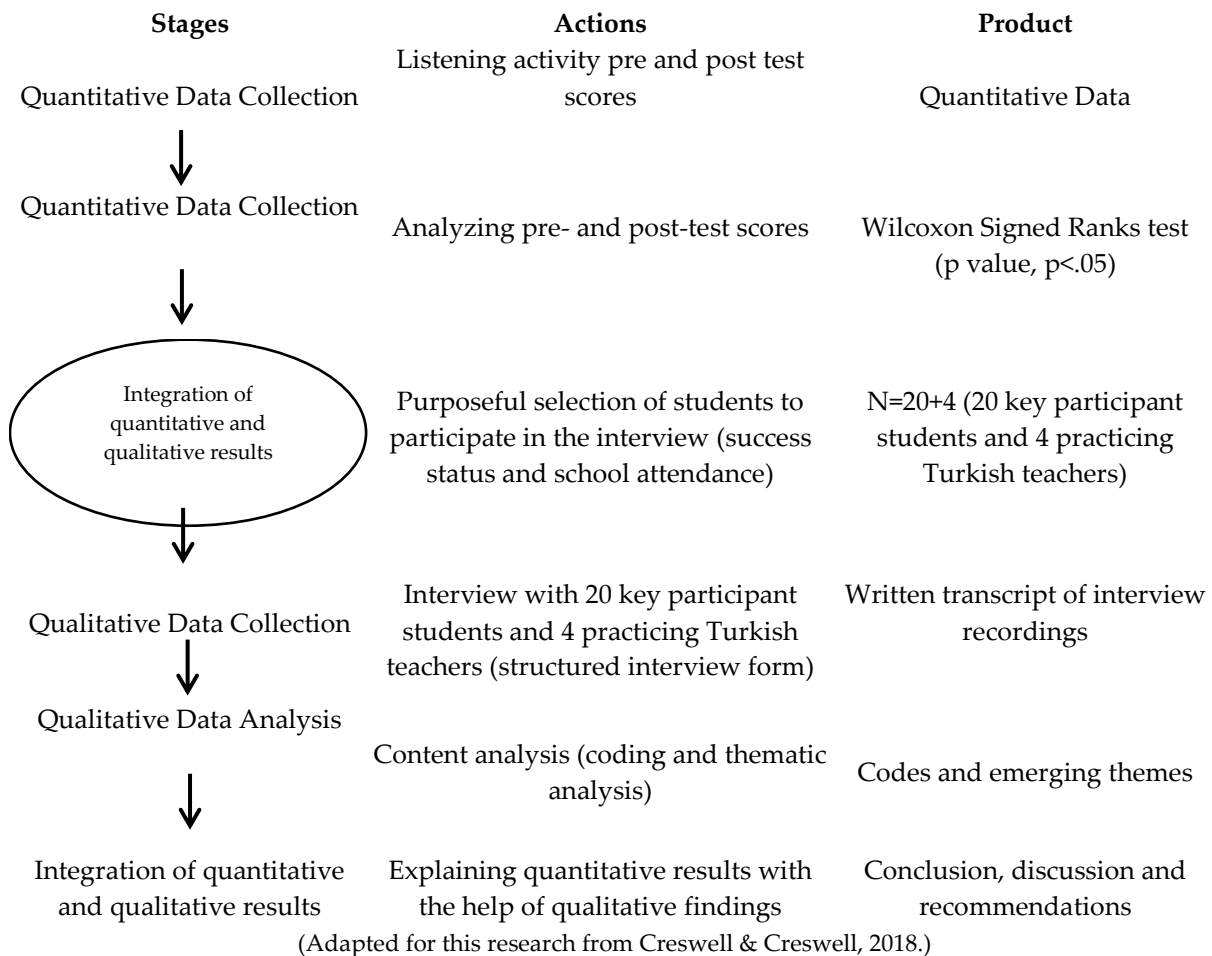 Stages Actions Product
Listening activity pre and post test
scores
Quantitative Data Collection
Quantitative Data
Quantitative Data Collection
Analyzing pre- and post-test scores
Wilcoxon Signed Ranks test
(p value, p<.05)
Integration of
quantitative and
qualitative results
Purposeful selection of students to
participate in the interview (success
status and school attendance)
N=20+4 (20 key participant
students and 4 practicing
Turkish teachers)
Qualitative Data Collection
Interview with 20 key participant
students and 4 practicing Turkish
teachers (structured interview form)
Written transcript of interview
recordings
Qualitative Data Analysis
Content analysis (coding and thematic
analysis)
Codes and emerging themes
Integration of quantitative
and qualitative results
Explaining quantitative results with
the help of qualitative findings
Conclusion, discussion and
recommendations
(Adapted for this research from Creswell & Creswell, 2018.)